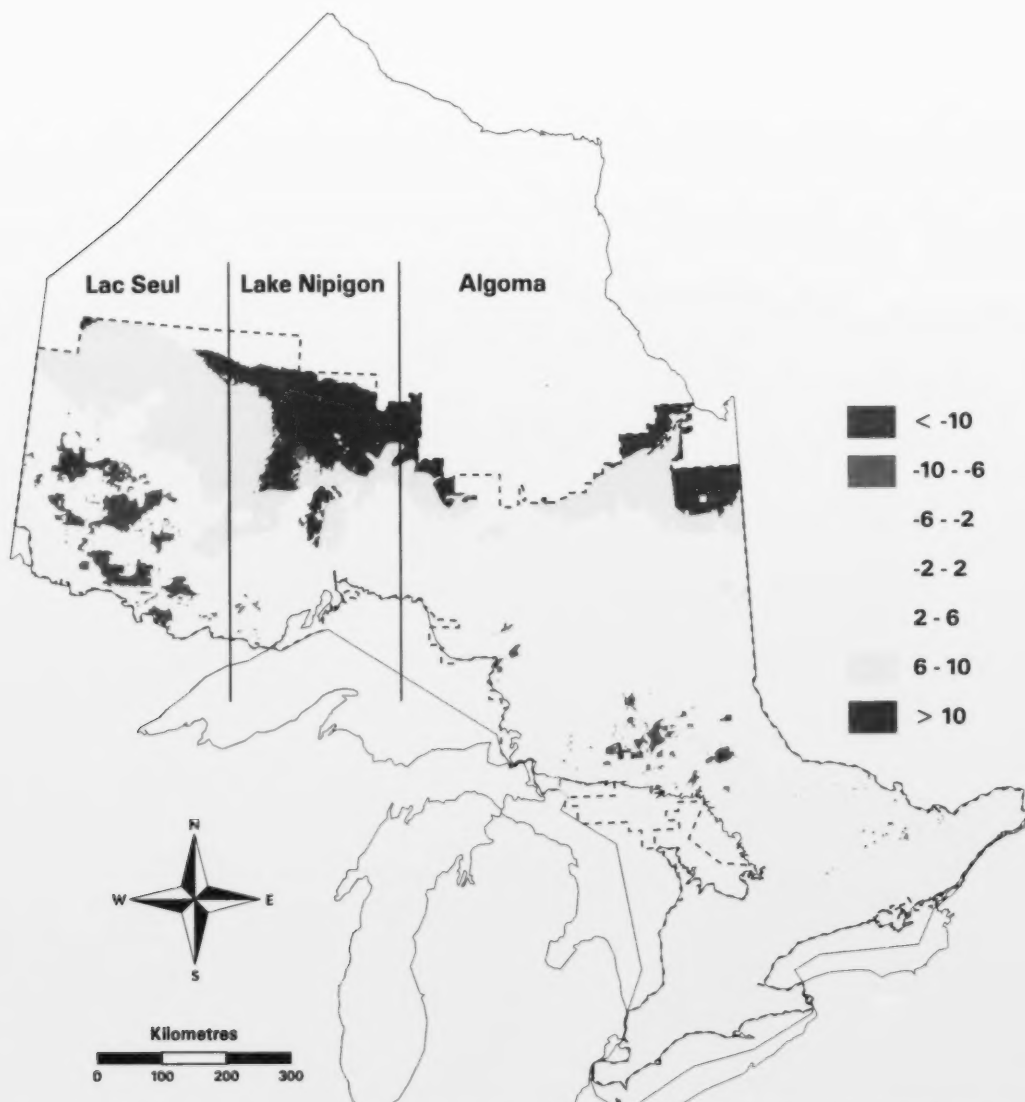 Lac Seul
Lake Nipigon
Algoma
< -10
-10 - -6
-6 - -2
-2 - 2
2 - 6
6 - 10
> 10
N
W
E
S
Kilometres
0 100 200 300